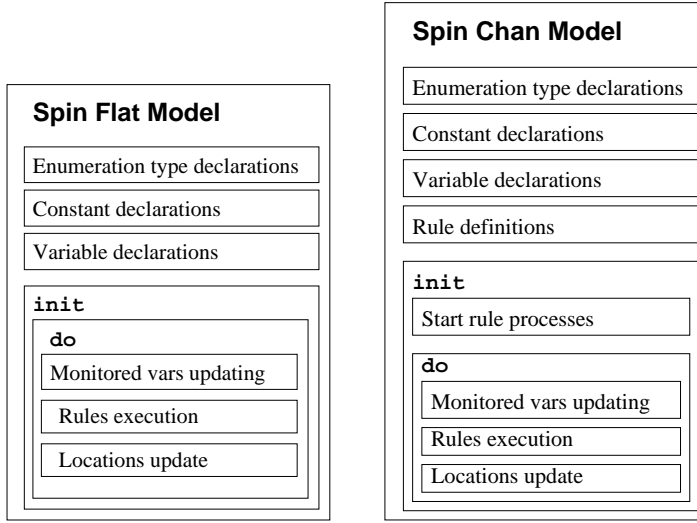 Spin Flat Model
Enumeration type declarations
Constant declarations
Variable declarations
init
do
Monitored vars updating
Rules execution
Locations update
Spin Chan Model
Enumeration type declarations
Constant declarations
Variable declarations
Rule definitions
init
Start rule processes
do
Monitored vars updating
Rules execution
Locations update